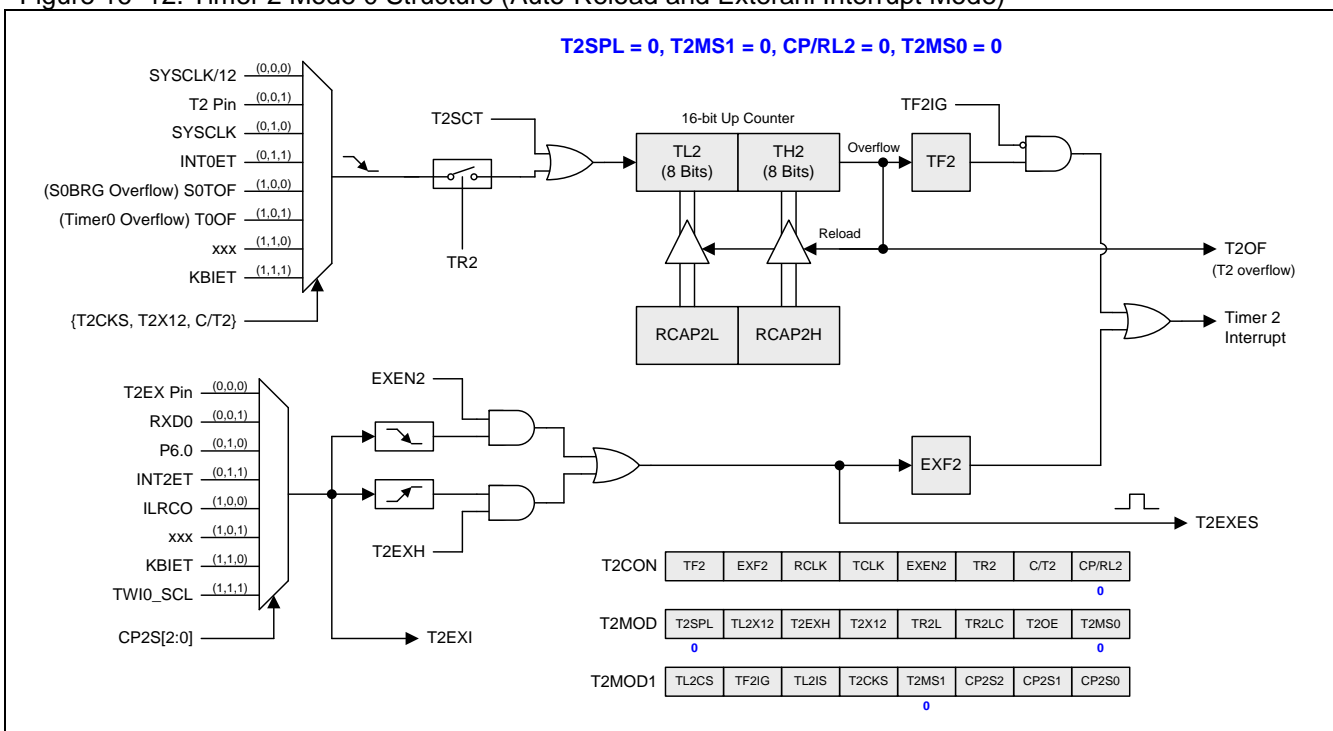 Figure 16-12. Timer 2 Mode 0 Structure (Auto-Reload and Exteranl Interrupt Mode)
T2SPL = 0, T2MS1 = 0, CP/RL2 = 0, T2MS0 = 0
SYSCLK/12 (0,0,0)
T2 Pin (0,0,1)
SYSCLK (0,1,0)
INT0ET (0,1,1)
(S0BRG Overflow) S0TOF (1,0,0)
(Timer0 Overflow) T0OF (1,0,1)
xxx (1,1,0)
KBIET (1,1,1)
{T2CKS, T2X12, C/T2}
TR2
T2SCT
16-bit Up Counter
TL2
(8 Bits)
TH2
(8 Bits)
Overflow
TF2
TF2IG
Reload
RCAP2L
RCAP2H
T2OF
(T2 overflow)
Timer 2
Interrupt
T2EX Pin (0,0,0)
RXD0 (0,0,1)
P6.0 (0,1,0)
INT2ET (0,1,1)
ILRCO (1,0,0)
xxx (1,0,1)
KBIET (1,1,0)
TWI0_SCL (1,1,1)
CP2S[2:0]
EXEN2
T2EXH
T2EXI
EXF2
T2EXES
T2CON TF2 EXF2 RCLK TCLK EXEN2 TR2 C/T2 CP/RL2
0
T2MOD T2SPL TL2X12 T2EXH T2X12 TR2L TR2LC T2OE T2MS0
0 0
T2MOD1 TL2CS TF2IG TL2IS T2CKS T2MS1 CP2S2 CP2S1 CP2S0
0